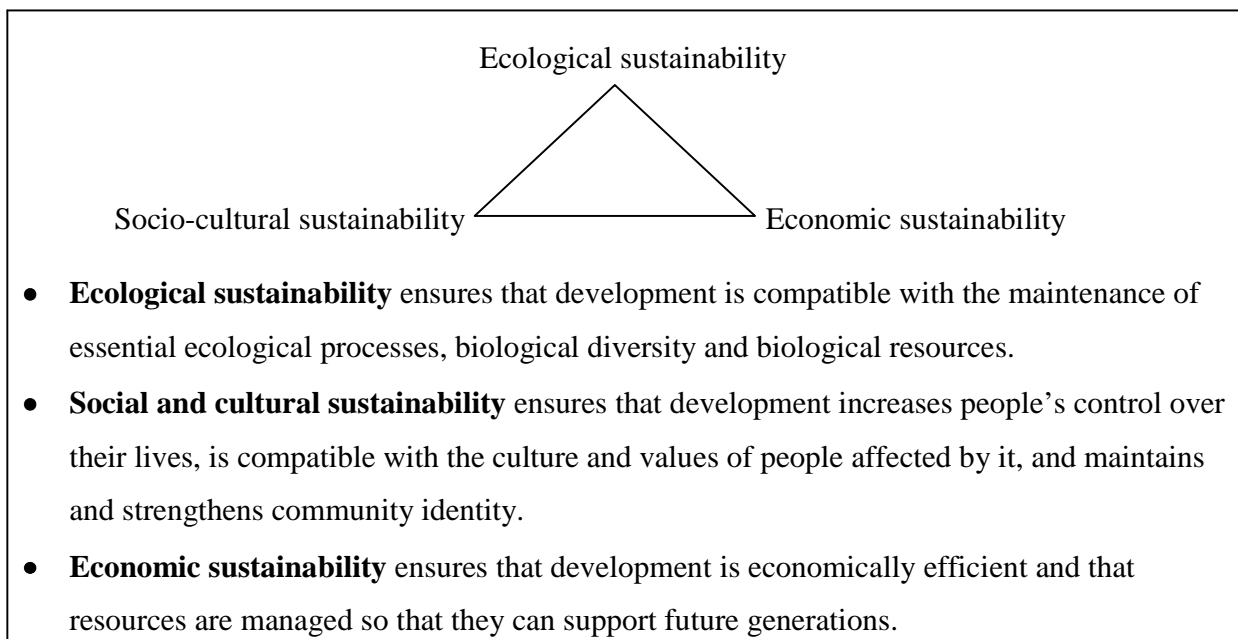 Ecological sustainability
Socio-cultural sustainability Economic sustainability
● Ecological sustainability ensures that development is compatible with the maintenance of
essential ecological processes, biological diversity and biological resources.
● Social and cultural sustainability ensures that development increases people’s control over
their lives, is compatible with the culture and values of people affected by it, and maintains
and strengthens community identity.
● Economic sustainability ensures that development is economically efficient and that
resources are managed so that they can support future generations.